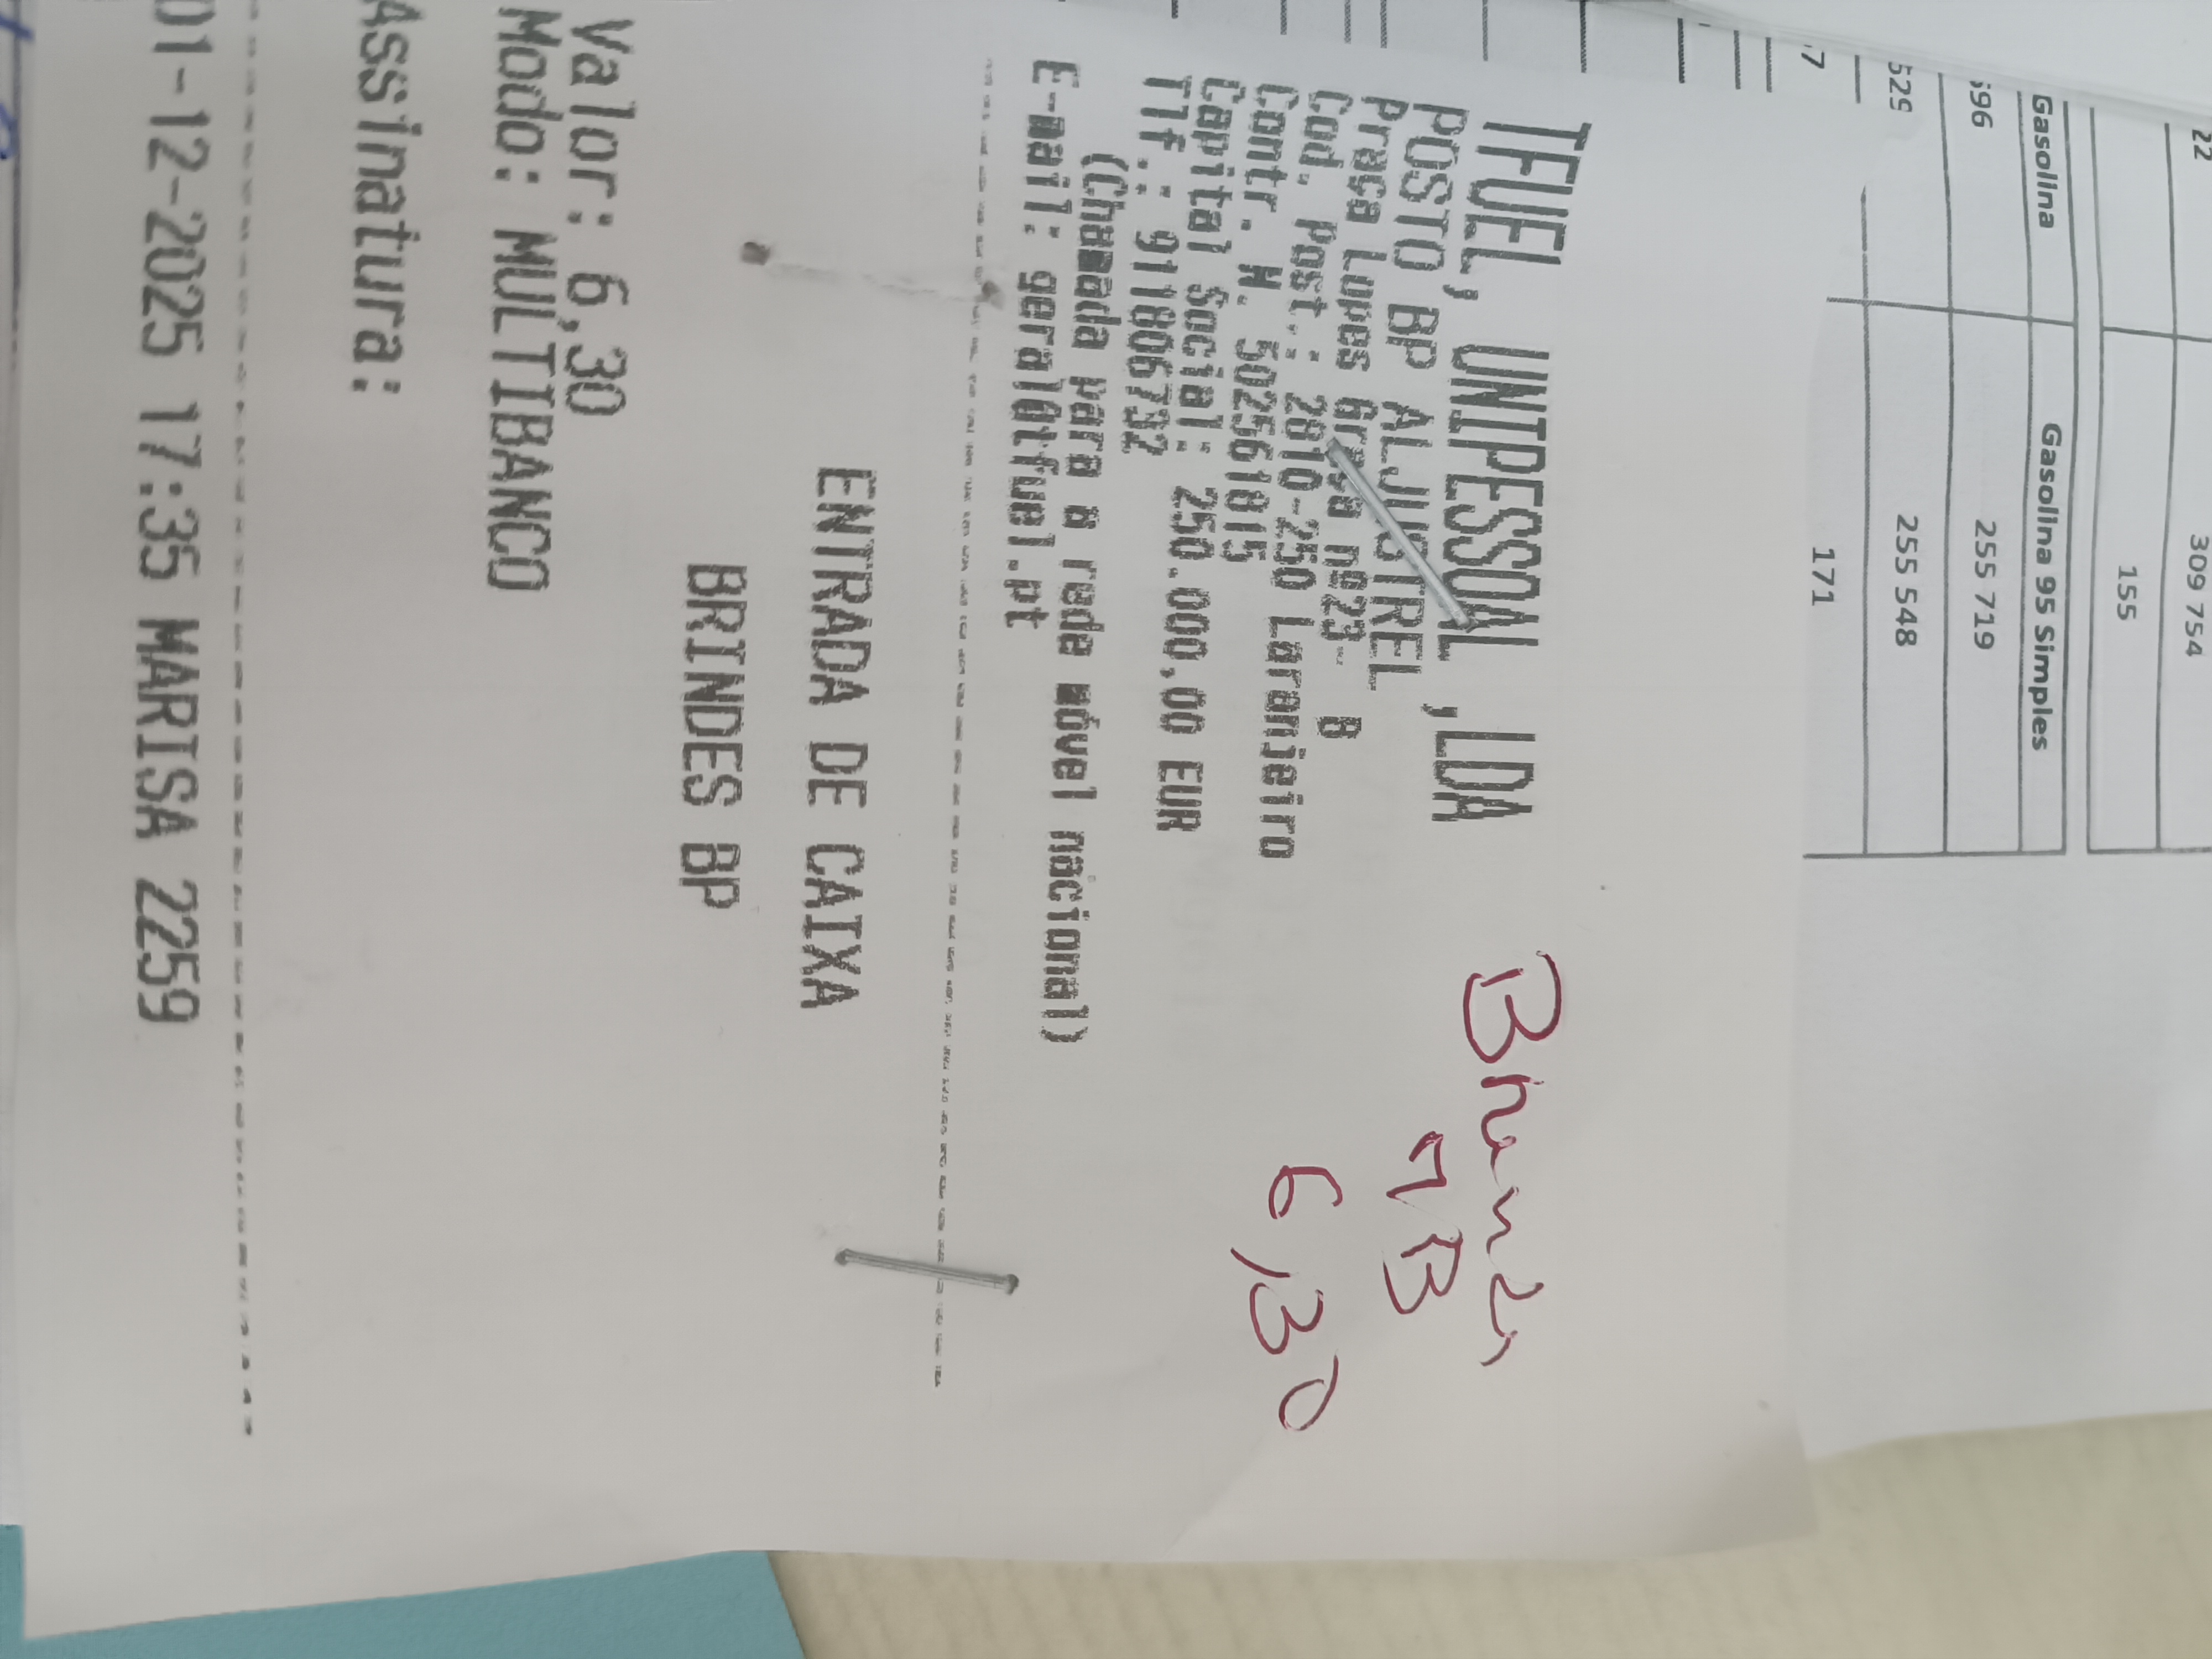 TFUEL, UNIPESSOAL ,LDA
POSTO BP ALJUSTREL
Praca Lopes Graca nº23- B
Cod. Post.: 2810-250 Laranjeiro
Contr. N. 502561815
Capital Social: 250.000,00 EUR
Tlf.: 911806732
(Chamada para a rede móvel nacional)
E-mail: geral@tfuel.pt
ENTRADA DE CAIXA
BRINDES BP
Valor: 6,30
Modo: MULTIBANCO
Assinatura:
01-12-2025 17:35 MARISA 2259
MB
6,30
22
309 754
155
Gasolina
Gasolina 95 Simples
255 719
255 548
171